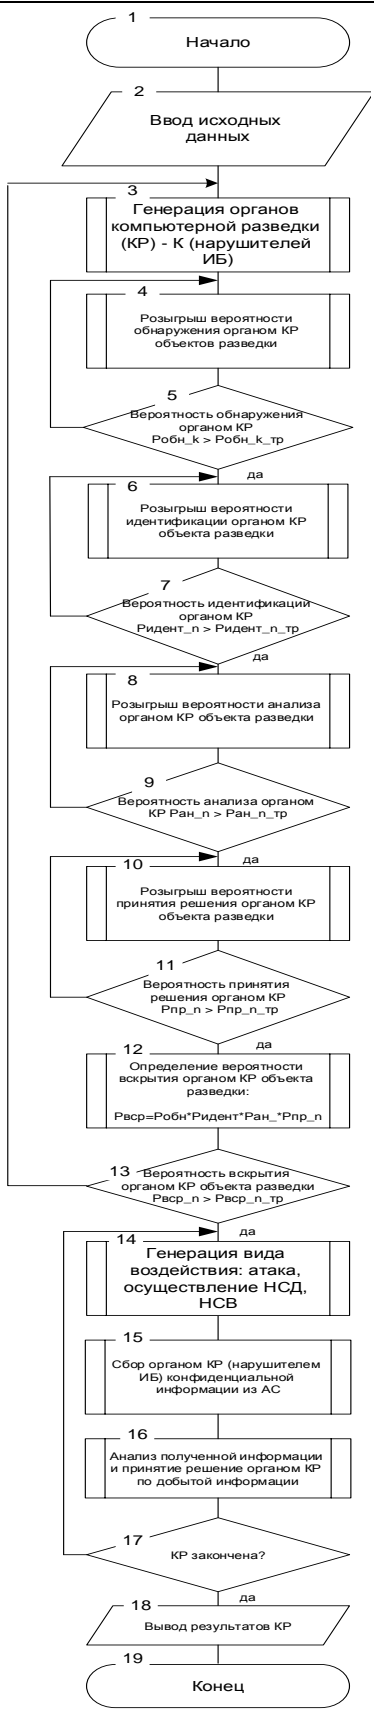 1
Начало
2
Ввод исходных
данных
3
Генерация органов
компьютерной разведки
(КР) - К (нарушителей
ИБ)
4
Розыгрыш вероятности
обнаружения органом КР
объектов разведки
5
Вероятность обнаружения
органом КР
Робн_k > Робн_k_тр
да
6
Розыгрыш вероятности
идентификации органом КР
объекта разведки
7
Вероятность идентификации
органом КР
Ридент_n > Ридент_n_тр
да
8
Розыгрыш вероятности анализа
органом КР объекта разведки
9
Вероятность анализа органом
КР Ран_n > Ран_n_тр
да
10
Розыгрыш вероятности
принятия решения органом КР
объекта разведки
11
Вероятность принятия
решения органом КР
Рпр_n > Рпр_n_тр
да
12
Определение вероятности
вскрытия органом КР объекта
разведки:
Рвср=Робн*Ридент*Ран_*Рпр_n
13
Вероятность вскрытия
органом КР объекта разведки
Рвср_n > Рвср_n_тр
да
14
Генерация вида
воздействия: атака,
осуществление НСД,
НСВ
15
Сбор органом КР (нарушителем
ИБ) конфиденциальной
информации из АС
16
Анализ полученной информации
и принятие решение органом КР
по добытой информации
17
КР закончена?
да
18
Вывод результатов КР
19
Конец